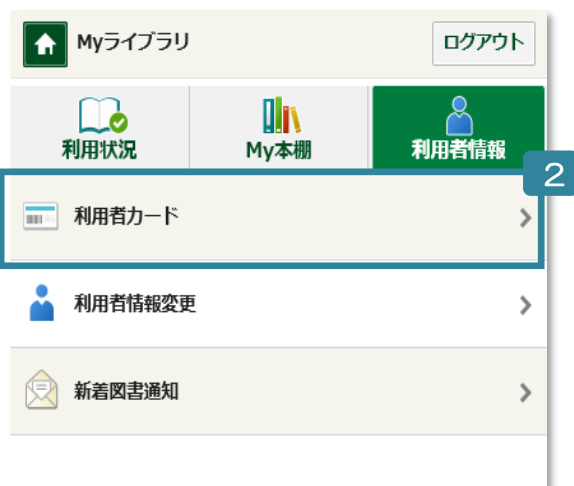 Myライブラリ ログアウト
利用状況 My本棚 利用者情報
2
利用者カード
利用者情報変更
新着図書通知